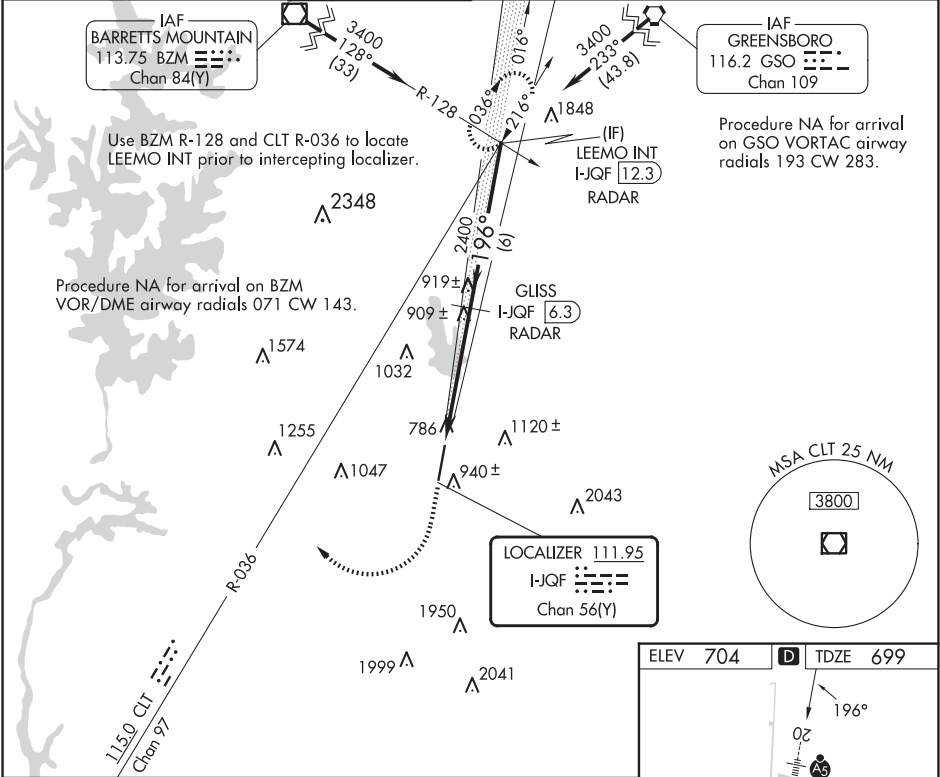 IAF
BARRETTS MOUNTAIN
113.75 BZM
Chan 84(Y)
3400
128°
(33)
R-128
036°
016°
216°
3400
233°
(43.8)
IAF
GREENSBORO
116.2 GSO
Chan 109
1848
Use BZM R-128 and CLT R-036 to locate
LEEMO INT prior to intercepting localizer.
(IF)
LEEMO INT
I-JQF 12.3
RADAR
Procedure NA for arrival
on GSO VORTAC airway
radials 193 CW 283.
2348
2400
196°
(6)
Procedure NA for arrival on BZM
VOR/DME airway radials 071 CW 143.
919±
909±
GLISS
I-JQF 6.3
RADAR
1574
1032
1255
786
1120±
1047
940±
2043
MSA CLT 25 NM
3800
LOCALIZER 111.95
I-JQF
Chan 56(Y)
R-036
1950
1999
2041
115.0 CLT
Chan 97
ELEV 704 D TDZE 699
196°
20
A5